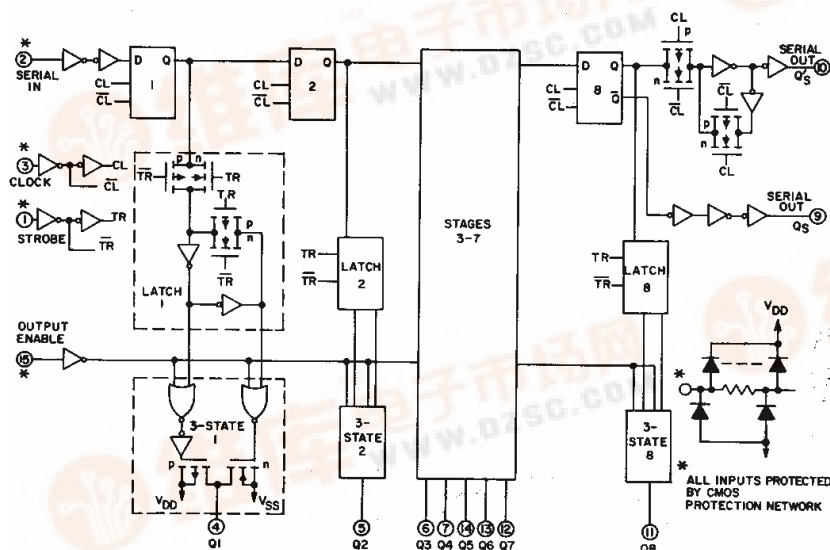 *
2
SERIAL
IN
D Q
1
CL
CL
D Q
2
CL
CL
D Q
8
Q
CL
CL
CL
p
n
CL
SERIAL
OUT
Q'S
10
CL
p
n
CL
*
3
CLOCK
CL
CL
*
1
STROBE
TR
TR
p n
TR
TR
TR
p
n
TR
LATCH
1
STAGES
3-7
TR
TR
LATCH
2
TR
TR
LATCH
8
SERIAL
OUT
QS
9
OUTPUT
ENABLE
15
*
3-STATE
1
p
n
VDD
VSS
4
Q1
3-
STATE
2
5
Q2
6 7 14 13 12
Q3 Q4 Q5 Q6 Q7
3-
STATE
8
11
Q8
VDD
*
*
ALL INPUTS PROTECTED
BY CMOS
PROTECTION NETWORK
WWW.DZSC.COM
WWW.DZSC.COM